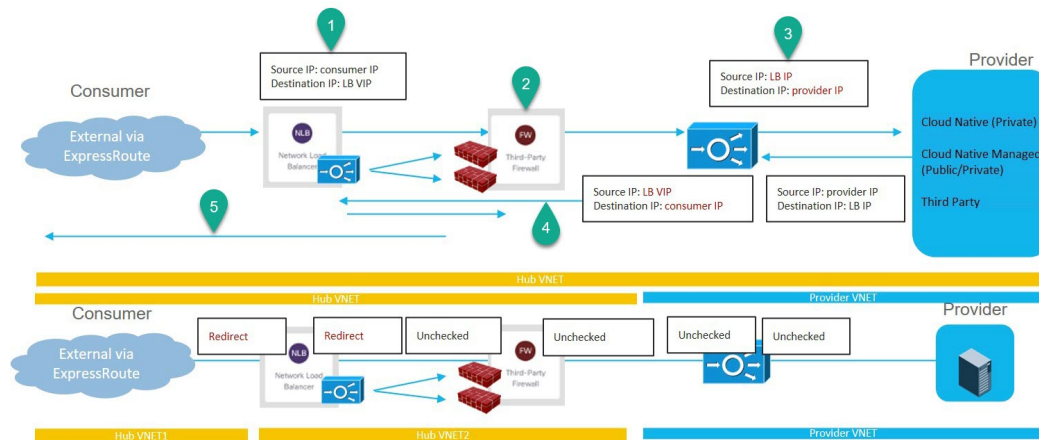 1
3
Source IP: consumer IP
Destination IP: LB VIP
2
Source IP: LB IP
Destination IP: provider IP
Provider
Consumer
External via
ExpressRoute
NLB
Network Load
Balancer
FW
Third-Party
Firewall
Cloud Native (Private)
Cloud Native Managed
(Public/Private)
Third Party
Source IP: LB VIP
Destination IP: consumer IP
Source IP: provider IP
Destination IP: LB IP
5
4
Hub VNET
Hub VNET
Provider VNET
Consumer
Provider
External via
ExpressRoute
Redirect
Redirect
Unchecked
Unchecked
Unchecked
Unchecked
NLB
Network Load
Balancer
FW
Third-Party
Firewall
Hub VNET1
Hub VNET2
Provider VNET